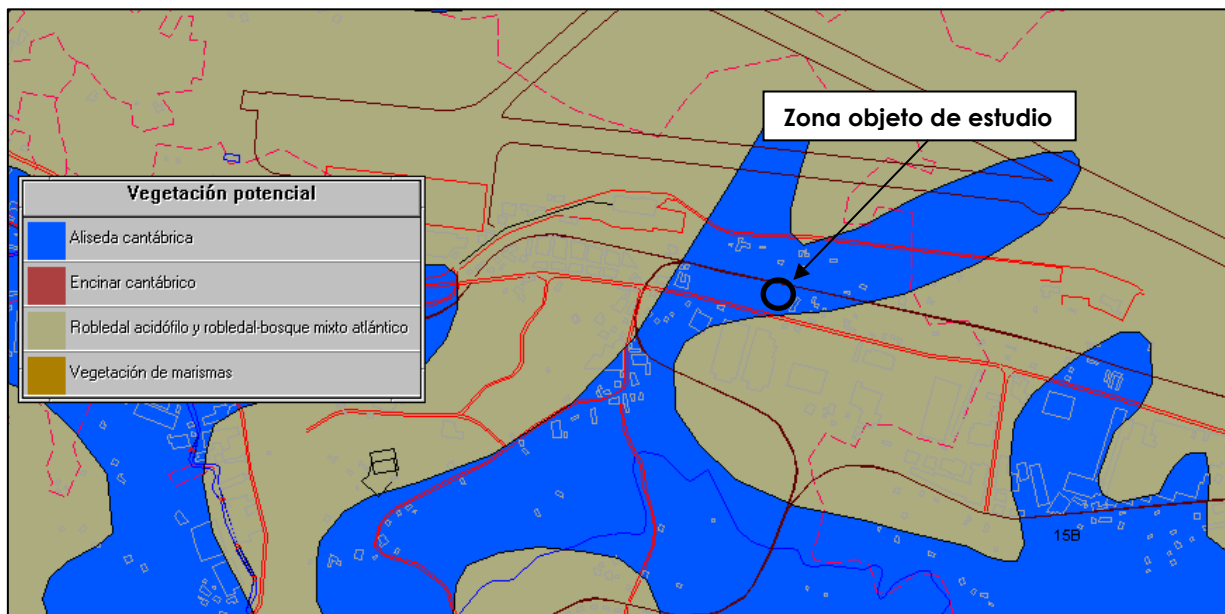 Zona objeto de estudio
Vegetación potencial
Aliseda cantábrica
Encinar cantábrico
Robledal acidófilo y robledal-bosque mixto atlántico
Vegetación de marismas
15B